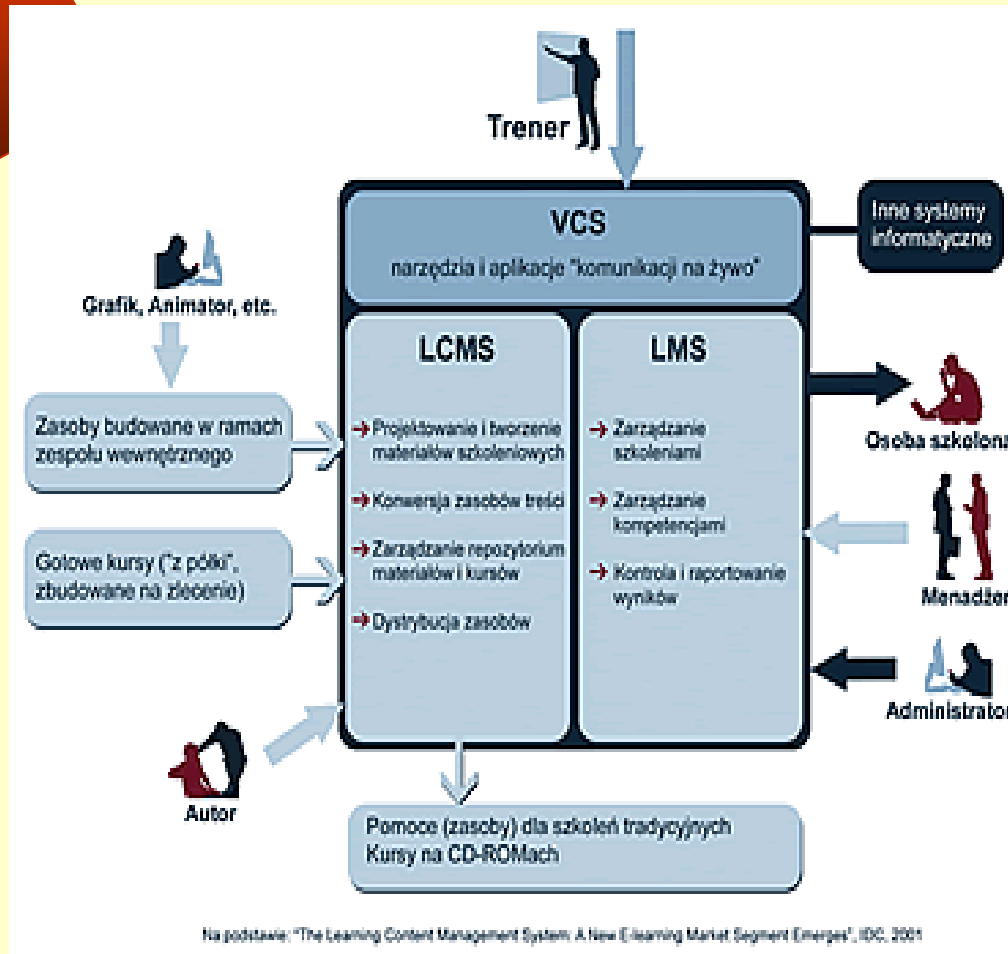 Trener
VCS
narzędzia i aplikacje "komunikacji na żywo"
Inne systemy
informatyczne
Grafik, Animator, etc.
Zasoby budowane w ramach
zespołu wewnętrznego
Gotowe kursy ("z półki",
zbudowane na zlecenie)
Autor
LCMS
Projektowanie i tworzenie
materiałów szkoleniowych
Konwersja zasobów treści
Zarządzanie repozytorium
materiałów i kursów
Dystrybucja zasobów
LMS
Zarządzanie
szkoleniami
Zarządzanie
kompetencjami
Kontrola i raportowanie
wyników
Osoba szkolona
Menadżer
Administrator
Pomoce (zasoby) dla szkoleń tradycyjnych
Kursy na CD-ROMach
Na podstawie: "The Learning Content Management System: A New E-learning Market Segment Emerges", IDC, 2001